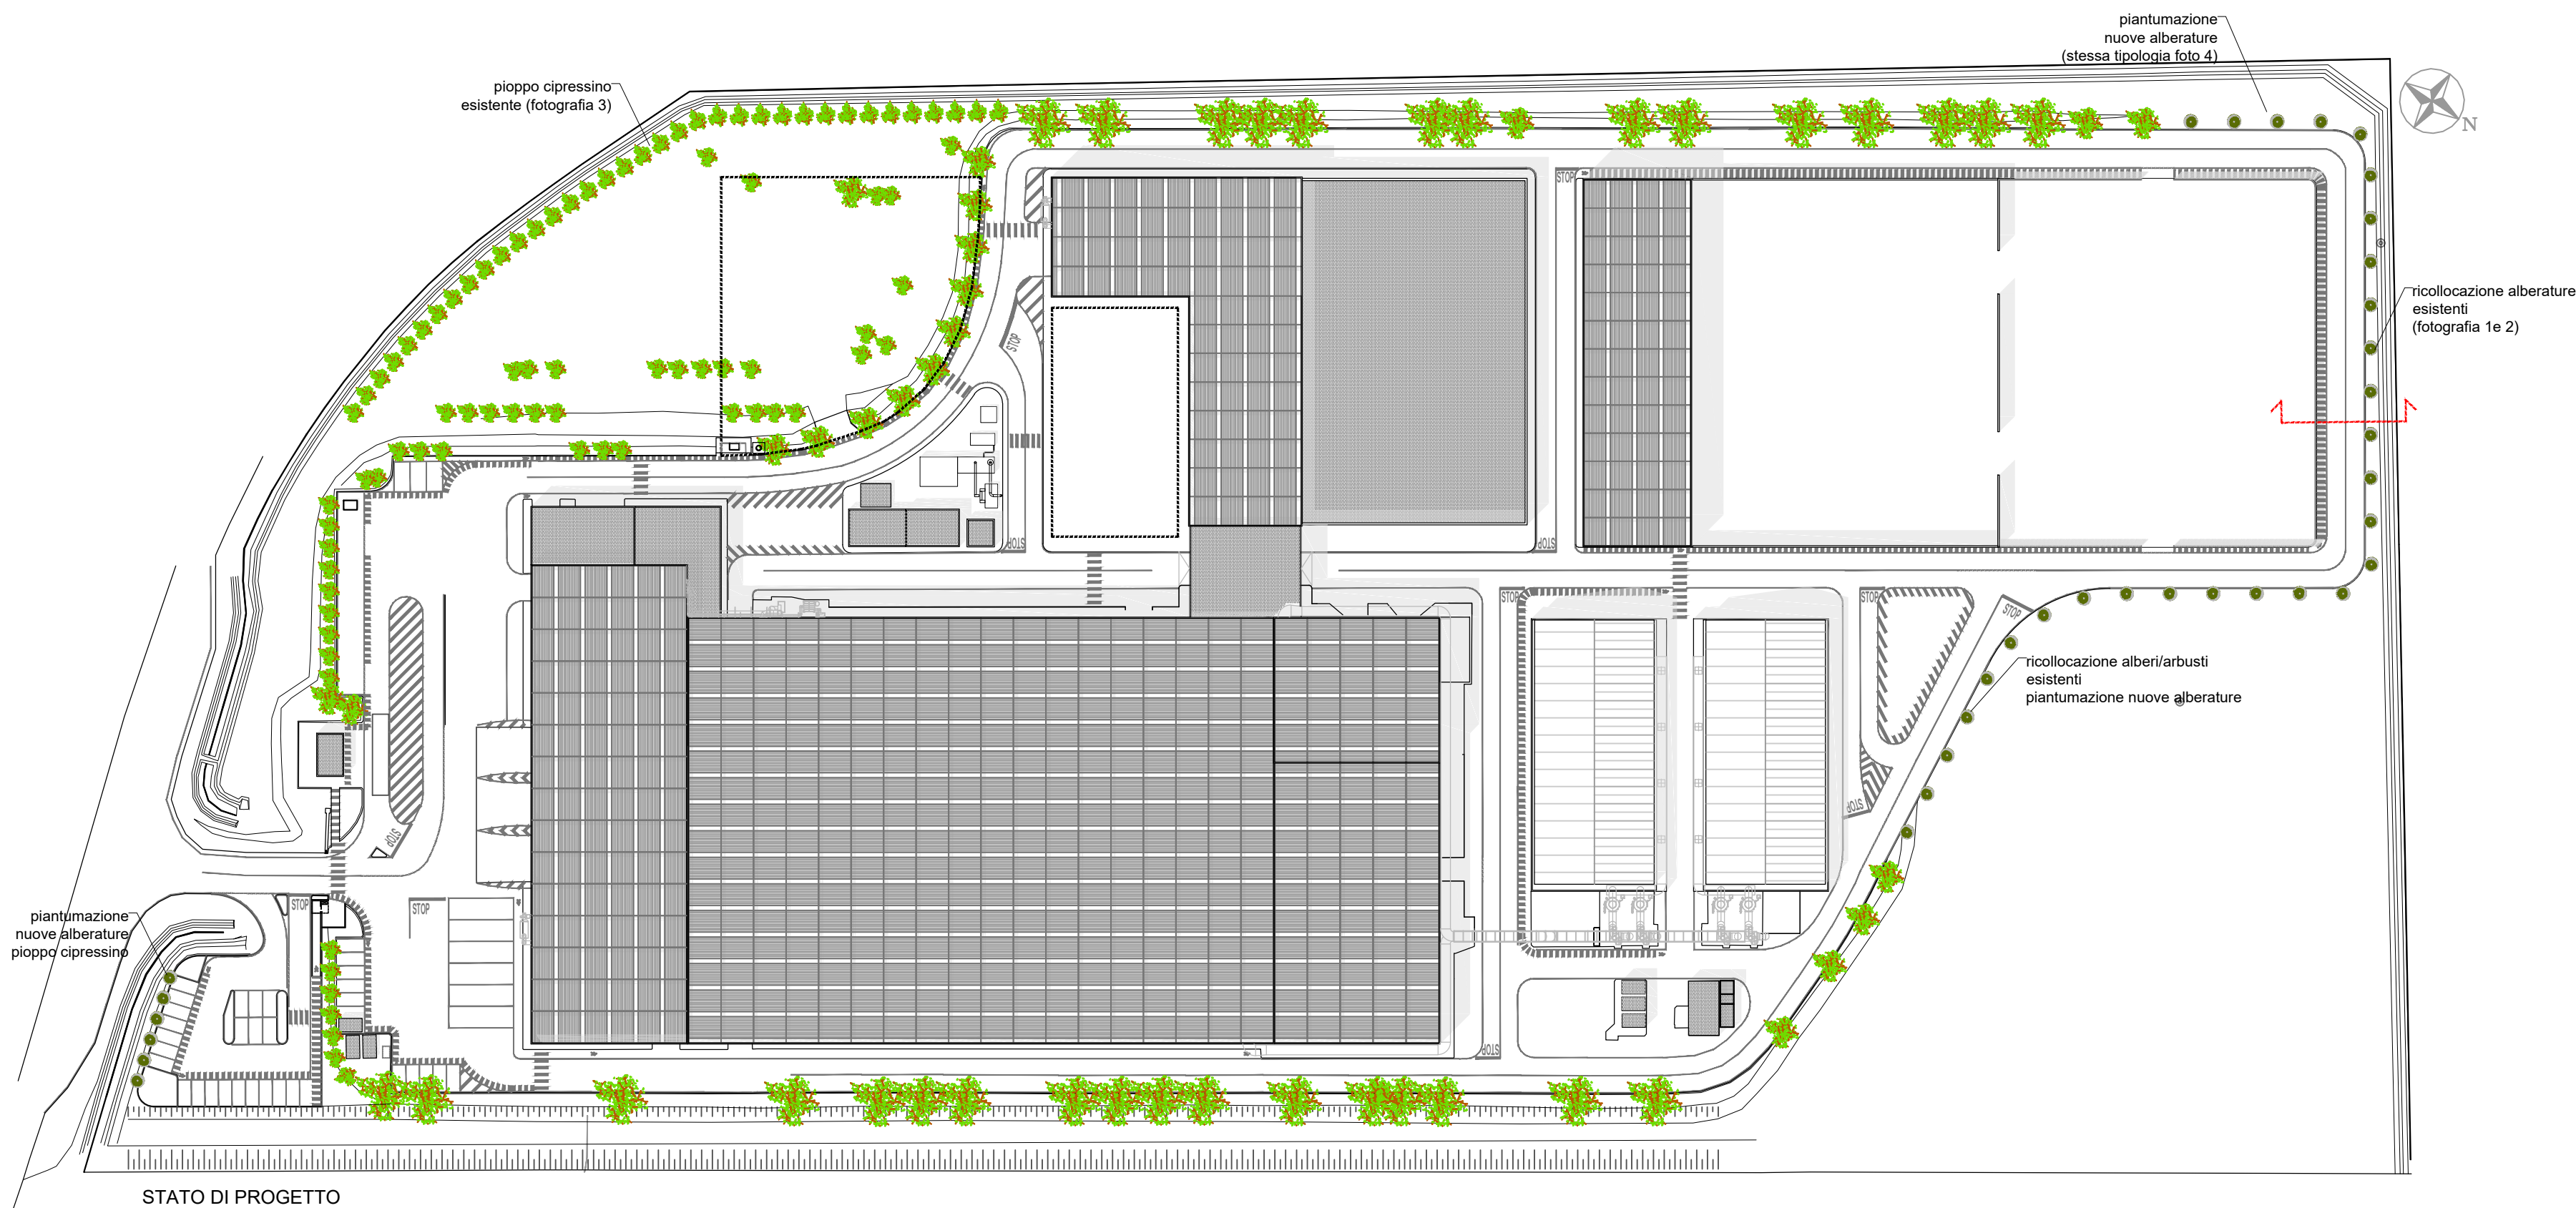 piantumazione
nuove alberature
(stessa tipologia foto 4)
pioppo cipressino
esistente (fotografia 3)
N
STOP
ricollocazione alberature
esistenti
(fotografia 1e 2)
STOP
STOP
STOP
STOP
STOP
STOP
ricollocazione alberi/arbusti
esistenti
piantumazione nuove alberature
STOP
STOP
STOP
STOP
piantumazione
nuove alberature
pioppo cipressino
STOP
STATO DI PROGETTO